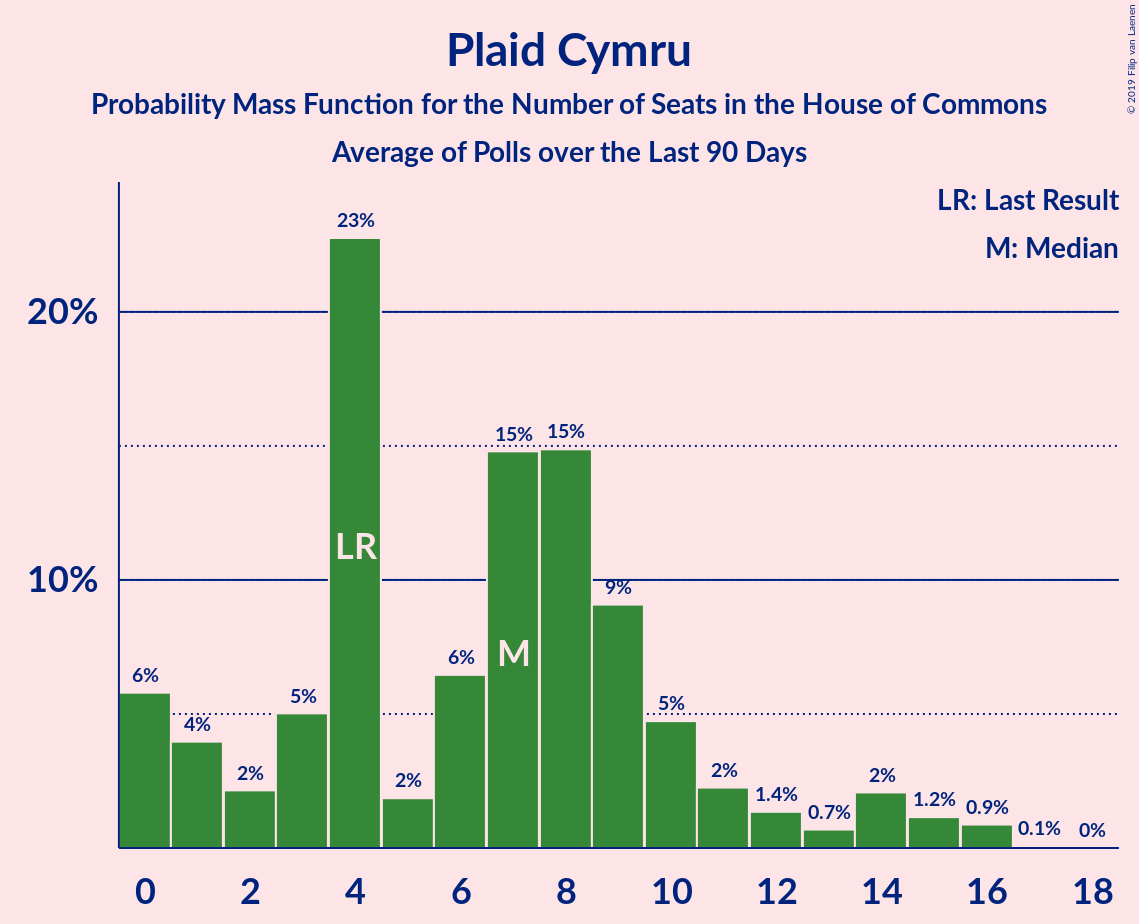 Plaid Cymru
Probability Mass Function for the Number of Seats in the House of Commons
Average of Polls over the Last 90 Days
© 2019 Filip van Laenen
LR: Last Result
M: Median
20%
10%
6%
4%
2%
5%
23%
2%
6%
15%
15%
9%
5%
2%
1.4%
0.7%
2%
1.2%
0.9%
0.1%
0%
LR
M
0 2 4 6 8 10 12 14 16 18